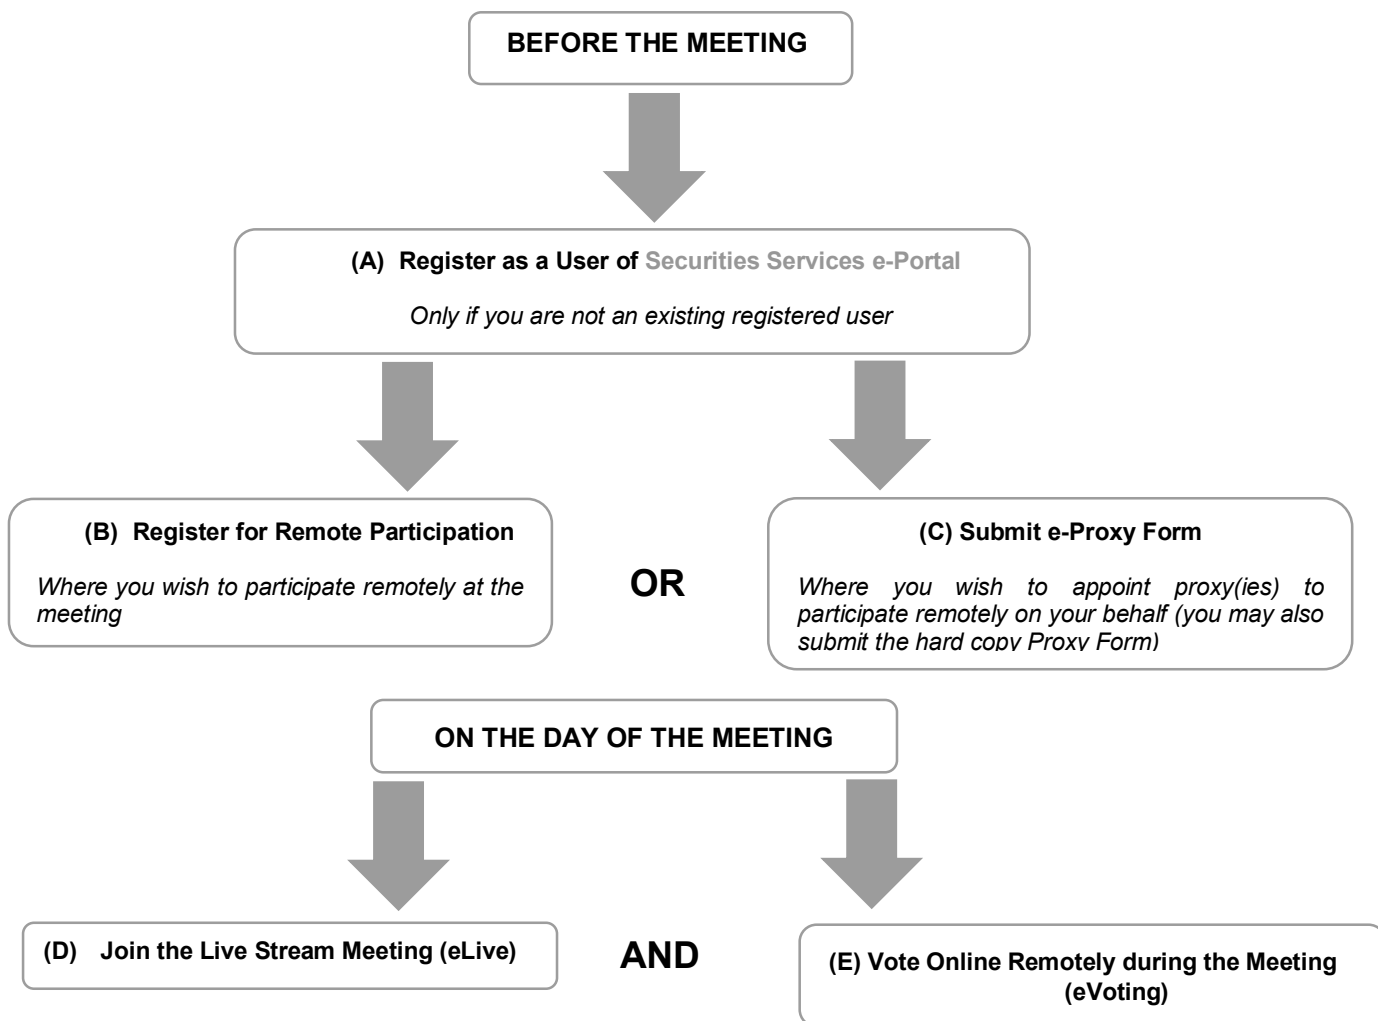 BEFORE THE MEETING
(A) Register as a User of Securities Services e-Portal
Only if you are not an existing registered user
(B) Register for Remote Participation
Where you wish to participate remotely at the
meeting
OR
(C) Submit e-Proxy Form
Where you wish to appoint proxy(ies) to
participate remotely on your behalf (you may also
submit the hard copy Proxy Form)
ON THE DAY OF THE MEETING
(D) Join the Live Stream Meeting (eLive)
AND
(E) Vote Online Remotely during the Meeting
(eVoting)